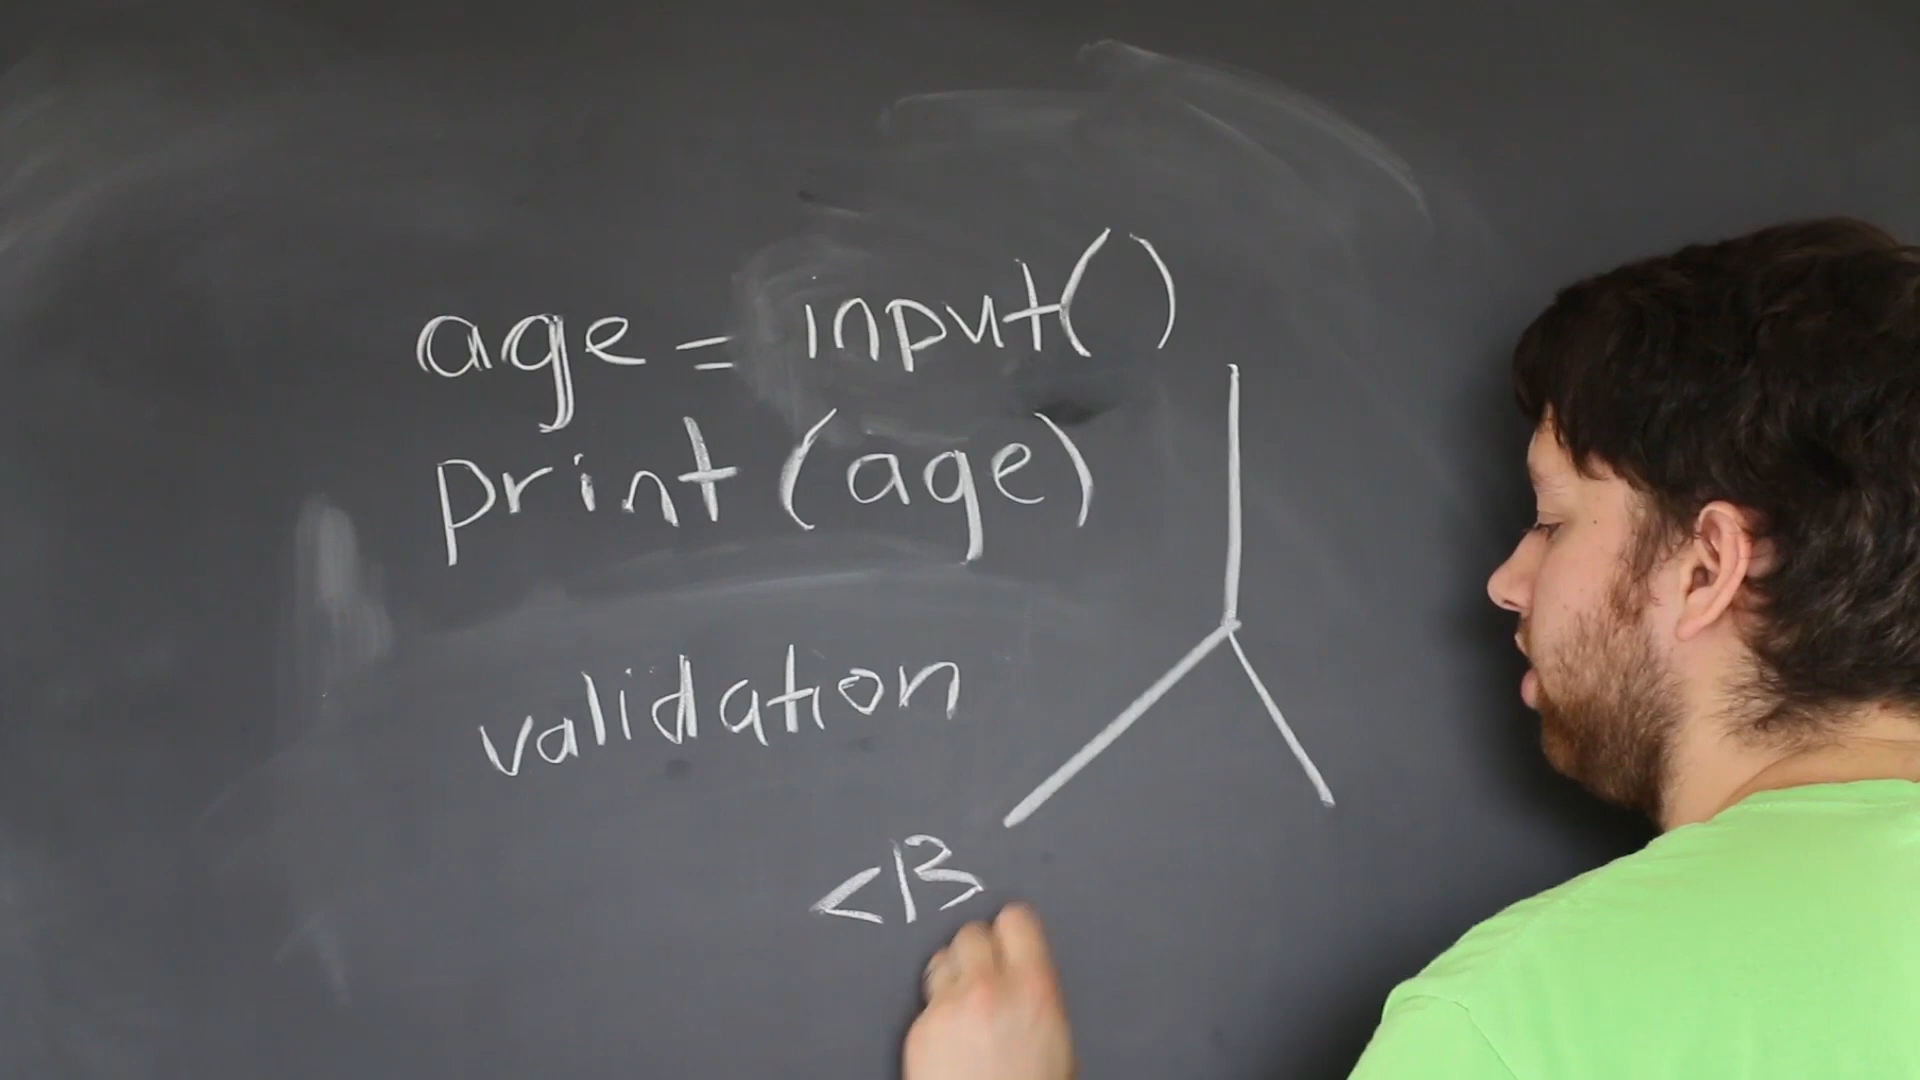 age = input()
print(age)
validation
<13